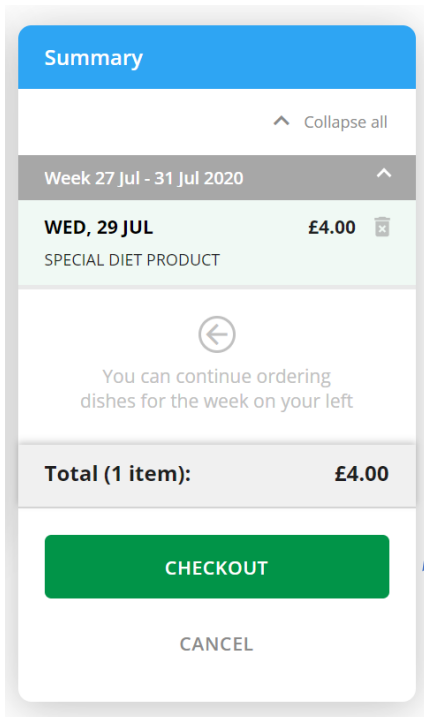 Summary
Collapse all
Week 27 Jul - 31 Jul 2020
WED, 29 JUL £4.00
SPECIAL DIET PRODUCT
You can continue ordering
dishes for the week on your left
Total (1 item): £4.00
CHECKOUT
CANCEL